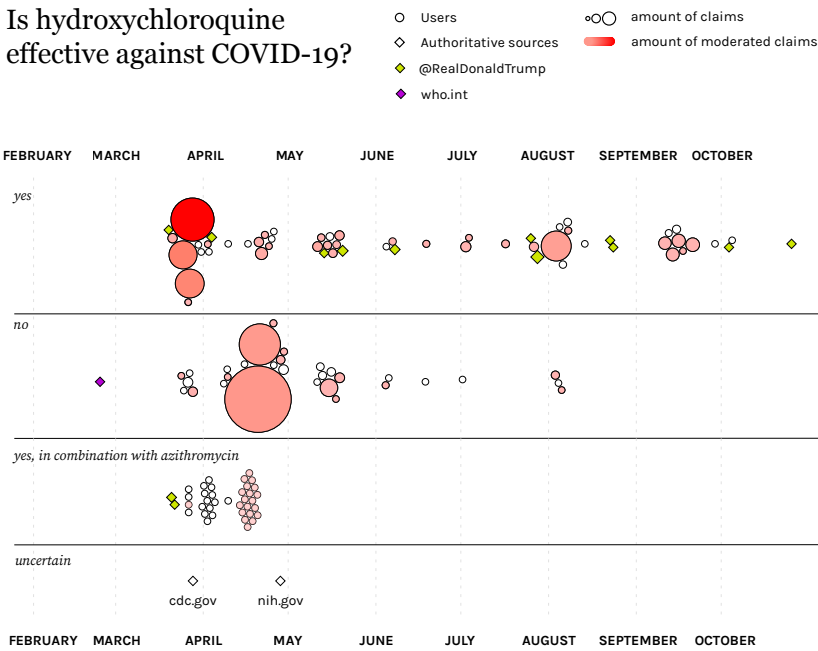 Is hydroxychloroquine
effective against COVID-19?
Users
Authoritative sources
@RealDonaldTrump
who.int
amount of claims
amount of moderated claims
FEBRUARY MARCH APRIL MAY JUNE JULY AUGUST SEPTEMBER OCTOBER
yes
no
yes, in combination with azithromycin
uncertain
cdc.gov nih.gov
FEBRUARY MARCH APRIL MAY JUNE JULY AUGUST SEPTEMBER OCTOBER